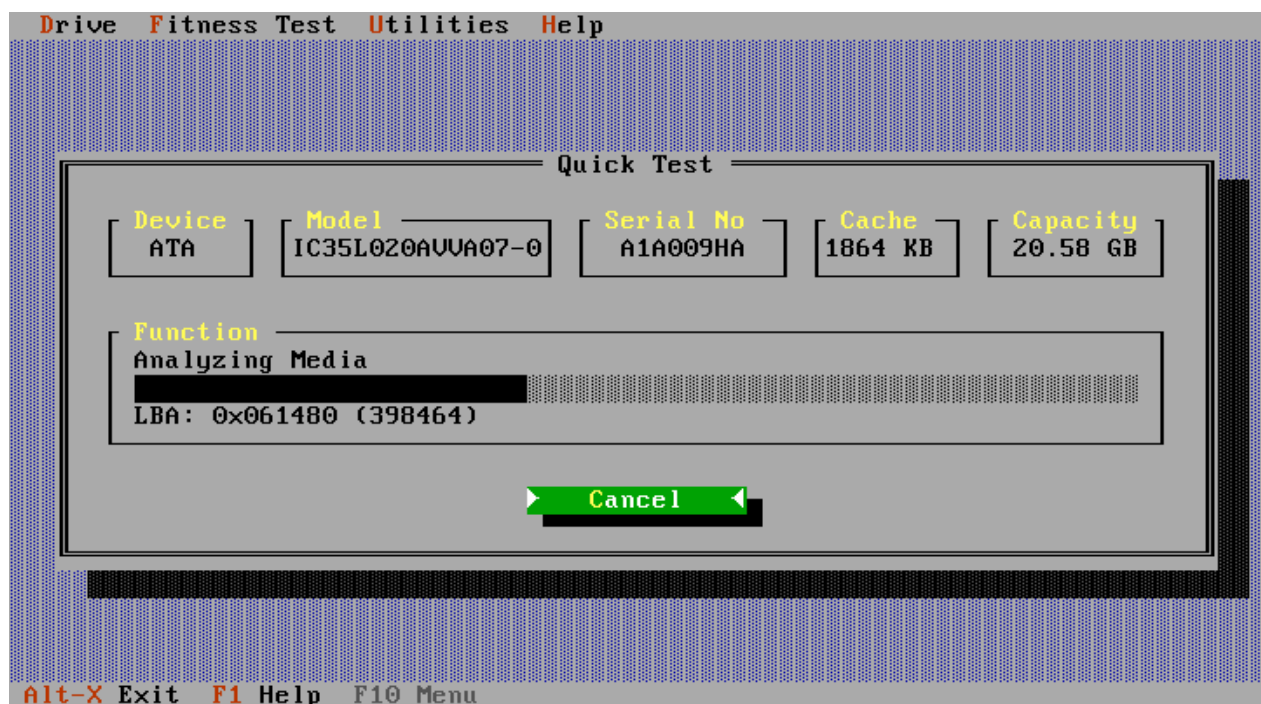 Drive Fitness Test Utilities Help
Quick Test
Device Model Serial No Cache Capacity
ATA IC35L020AVVA07-0 A1A009HA 1864 KB 20.58 GB
Function
Analyzing Media
LBA: 0x061480 (398464)
Cancel
Alt-X Exit F1 Help F10 Menu